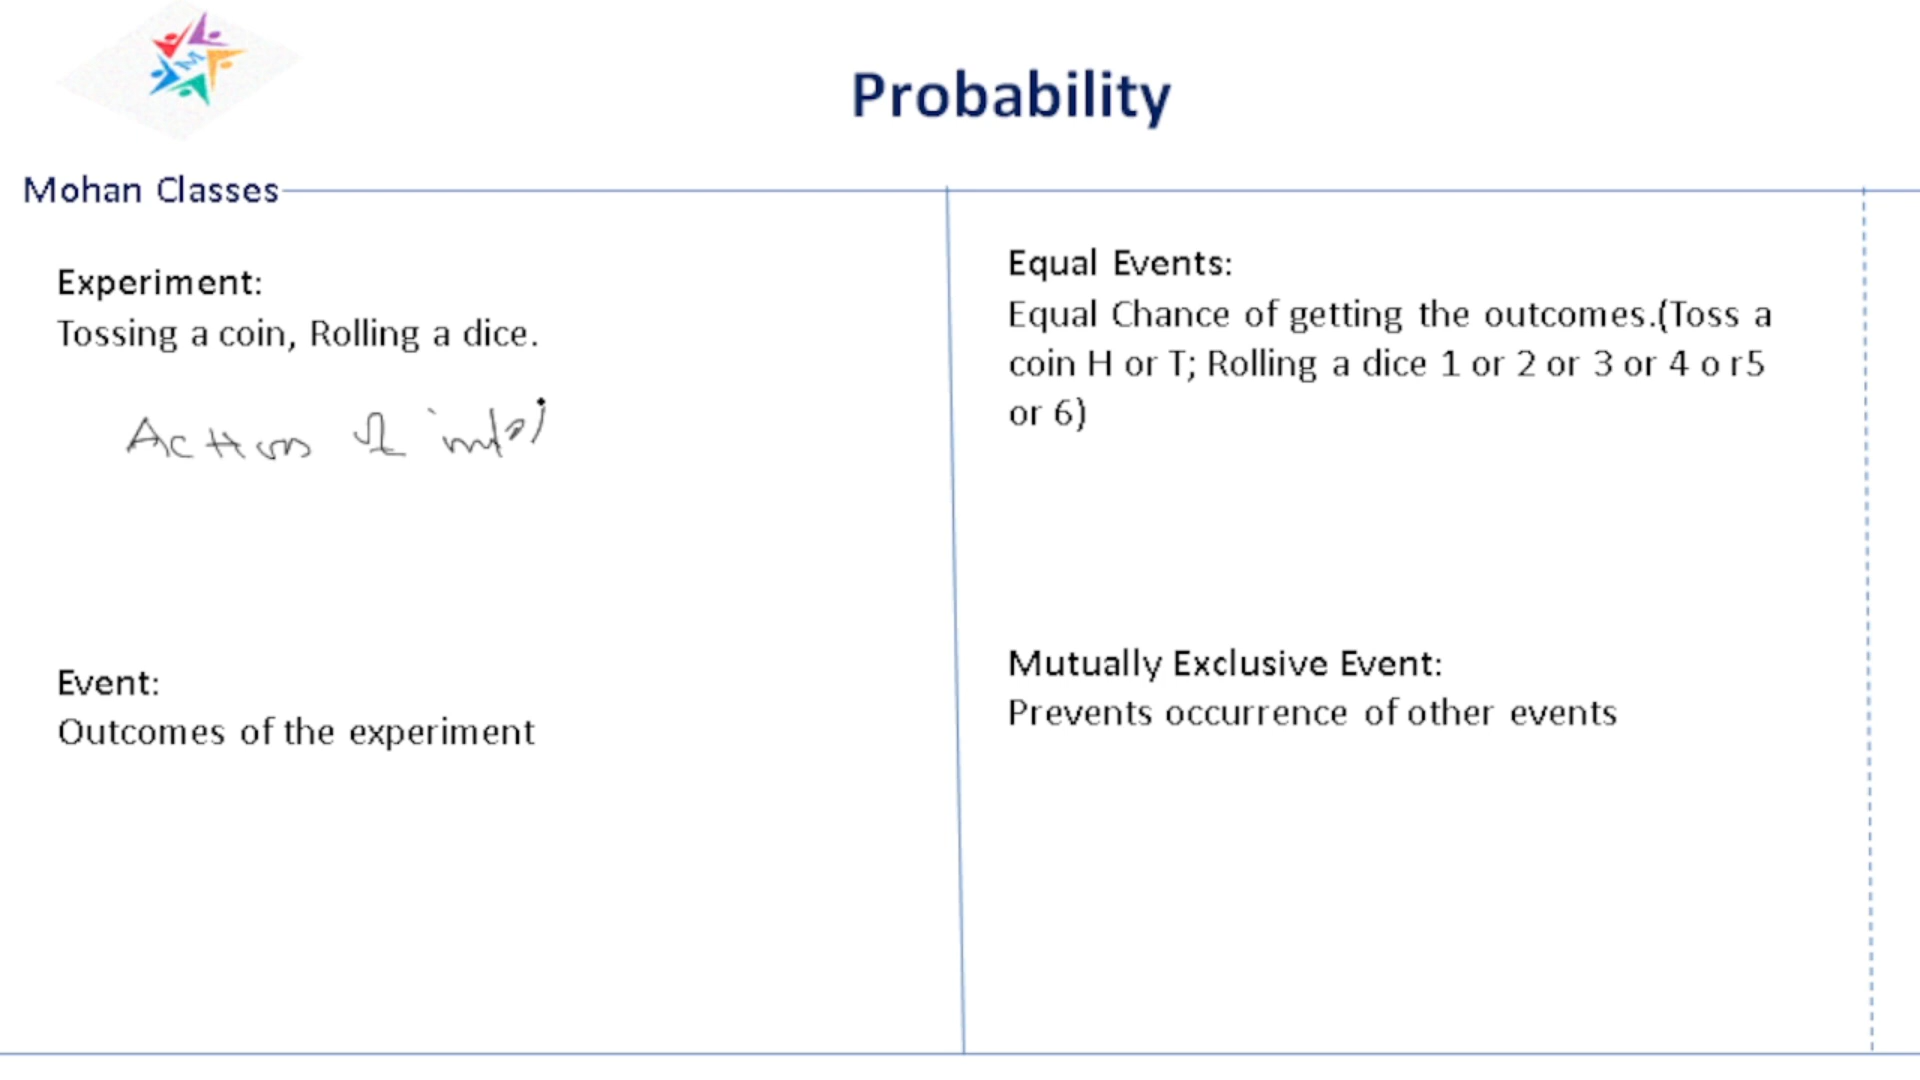 Probability
Mohan Classes
Experiment:
Tossing a coin, Rolling a dice.
Action
Event:
Outcomes of the experiment
Equal Events:
Equal Chance of getting the outcomes.(Toss a
coin H or T; Rolling a dice 1 or 2 or 3 or 4 o r5
or 6)
Mutually Exclusive Event:
Prevents occurrence of other events